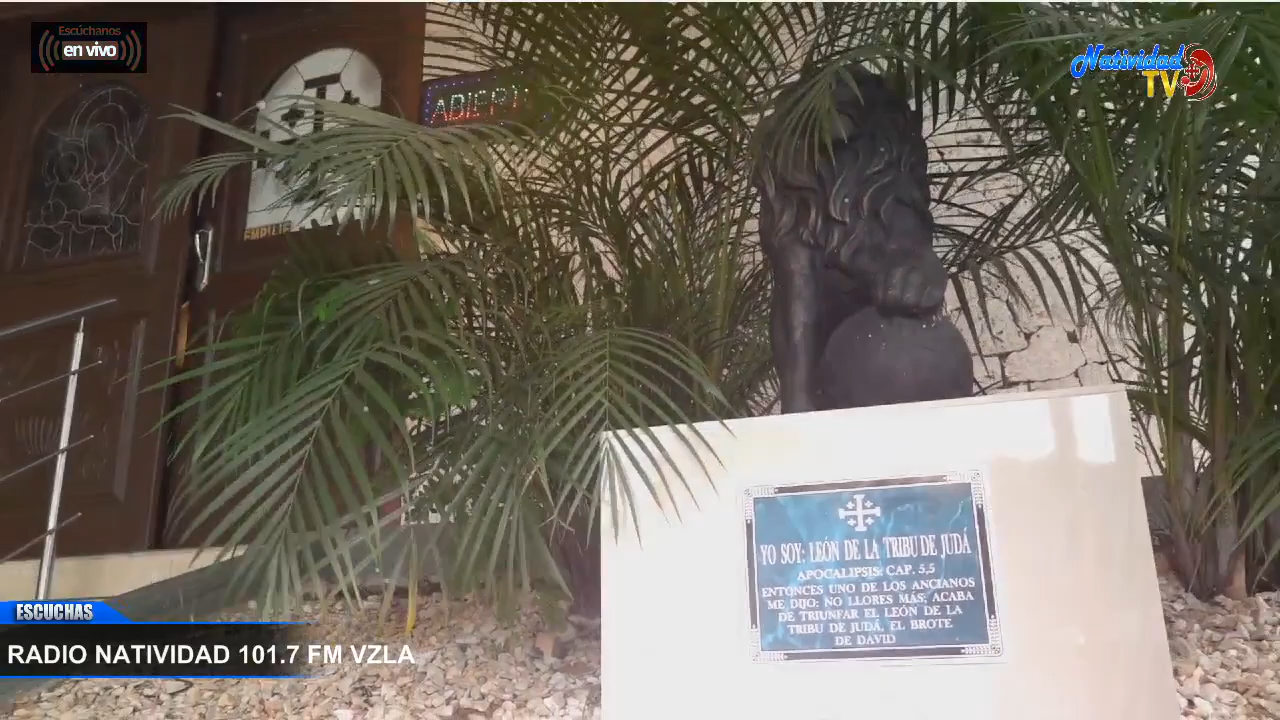 Escúchanos
en vivo
Natividad
TV
YO SOY: LEÓN DE LA TRIBU DE JUDÁ
APOCALIPSIS: CAP. 5,5
ENTONCES UNO DE LOS ANCIANOS
ME DIJO: NO LLORES MÁS, ACABA
DE TRIUNFAR EL LEÓN DE LA
TRIBU DE JUDÁ, EL BROTE
DE DAVID
ESCUCHAS
RADIO NATIVIDAD 101.7 FM VZLA